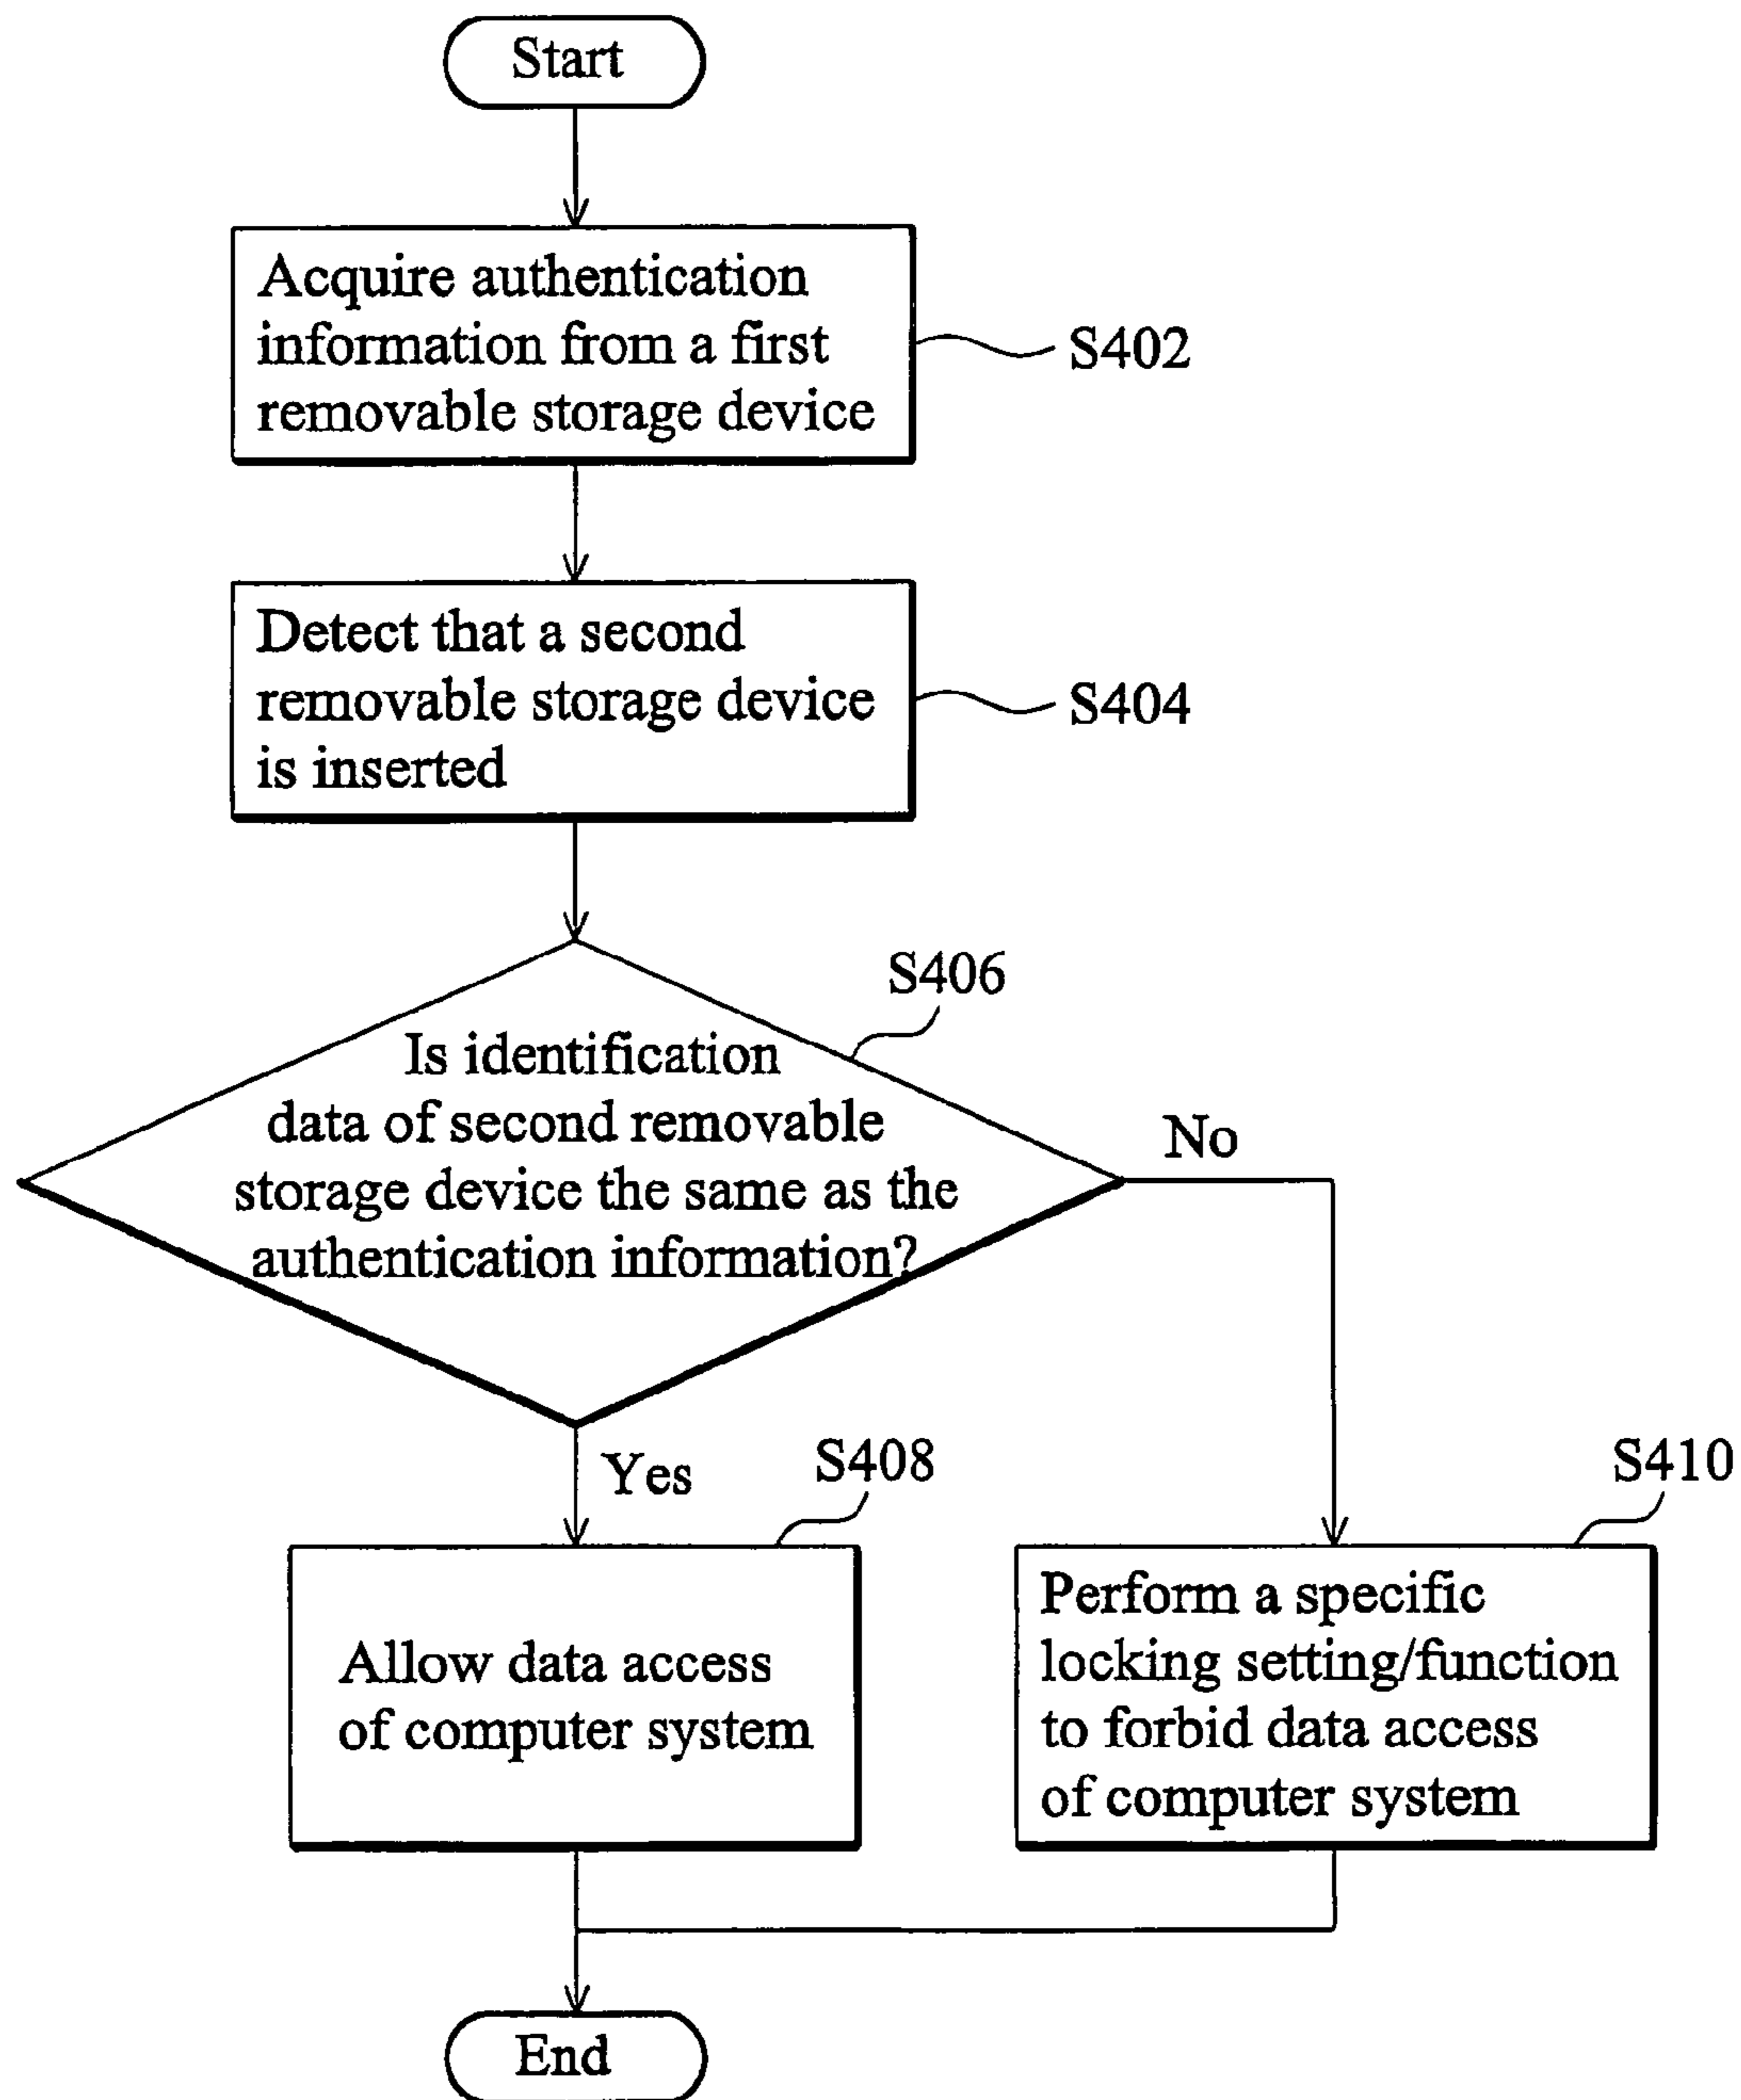 Start
Acquire authentication
information from a first
removable storage device
S402
Detect that a second
removable storage device
is inserted
S404
S406
Is identification
data of second removable
storage device the same as the
authentication information?
No
Yes
S408
S410
Allow data access
of computer system
Perform a specific
locking setting/function
to forbid data access
of computer system
End